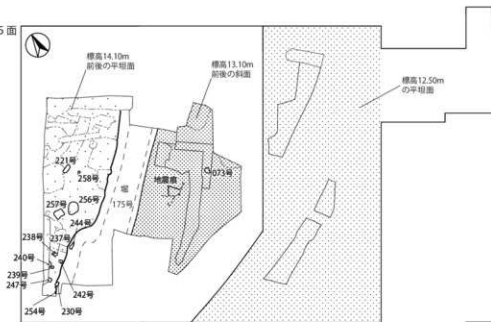 5面
標高14.10m
前後の平坦面
標高13.10m
前後の斜面
標高12.50m
の平坦面
221号
258号
073号
地震痕
堀
175号
256号
257号
244号
238号
237号
240号
239号
247号
242号
254号
230号